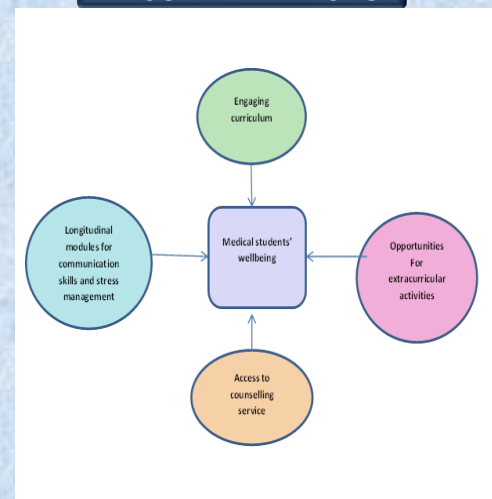 Engaging
curriculum
Longitudinal
modules for
communication
skills and stress
management
Medical students'
wellbeing
Opportunities
For
extracurricular
activities
Access to
counselling
service